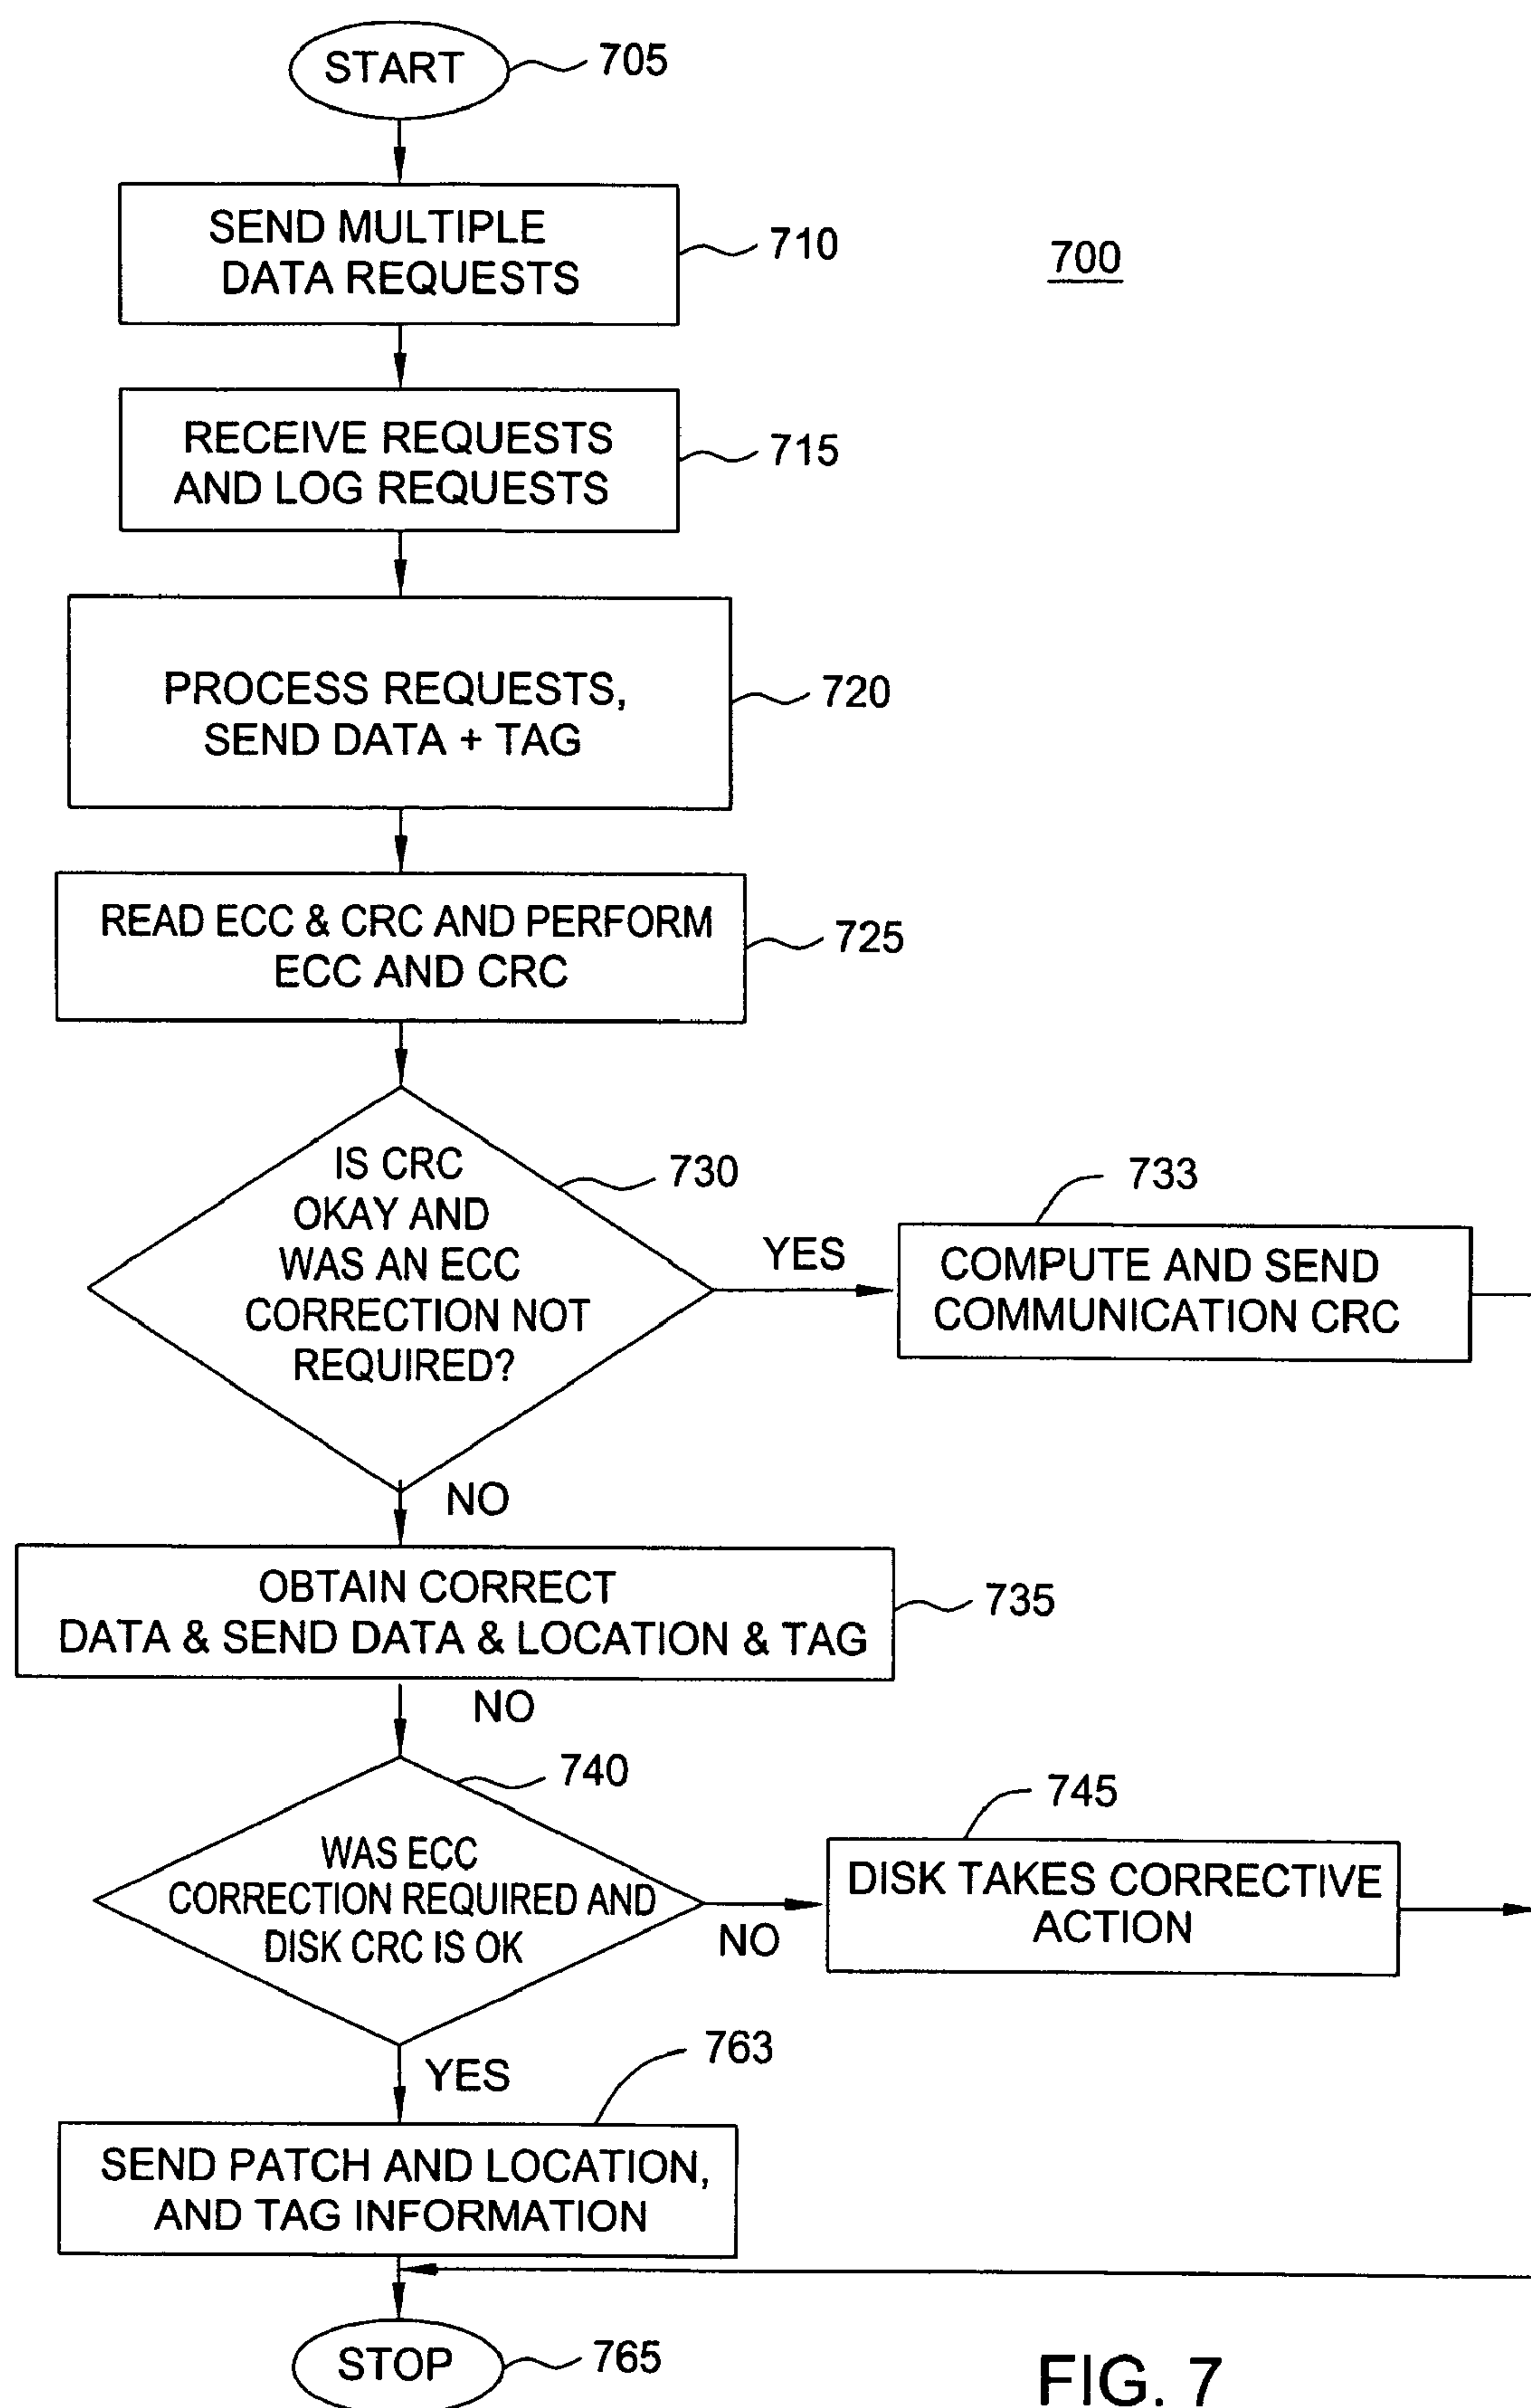 START
705
SEND MULTIPLE
DATA REQUESTS
710
700
RECEIVE REQUESTS
AND LOG REQUESTS
715
PROCESS REQUESTS,
SEND DATA + TAG
720
READ ECC & CRC AND PERFORM
ECC AND CRC
725
IS CRC
OKAY AND
WAS AN ECC
CORRECTION NOT
REQUIRED?
730
YES
733
COMPUTE AND SEND
COMMUNICATION CRC
NO
OBTAIN CORRECT
DATA & SEND DATA & LOCATION & TAG
735
NO
740
WAS ECC
CORRECTION REQUIRED AND
DISK CRC IS OK
NO
745
DISK TAKES CORRECTIVE
ACTION
YES
763
SEND PATCH AND LOCATION,
AND TAG INFORMATION
STOP
765
FIG. 7